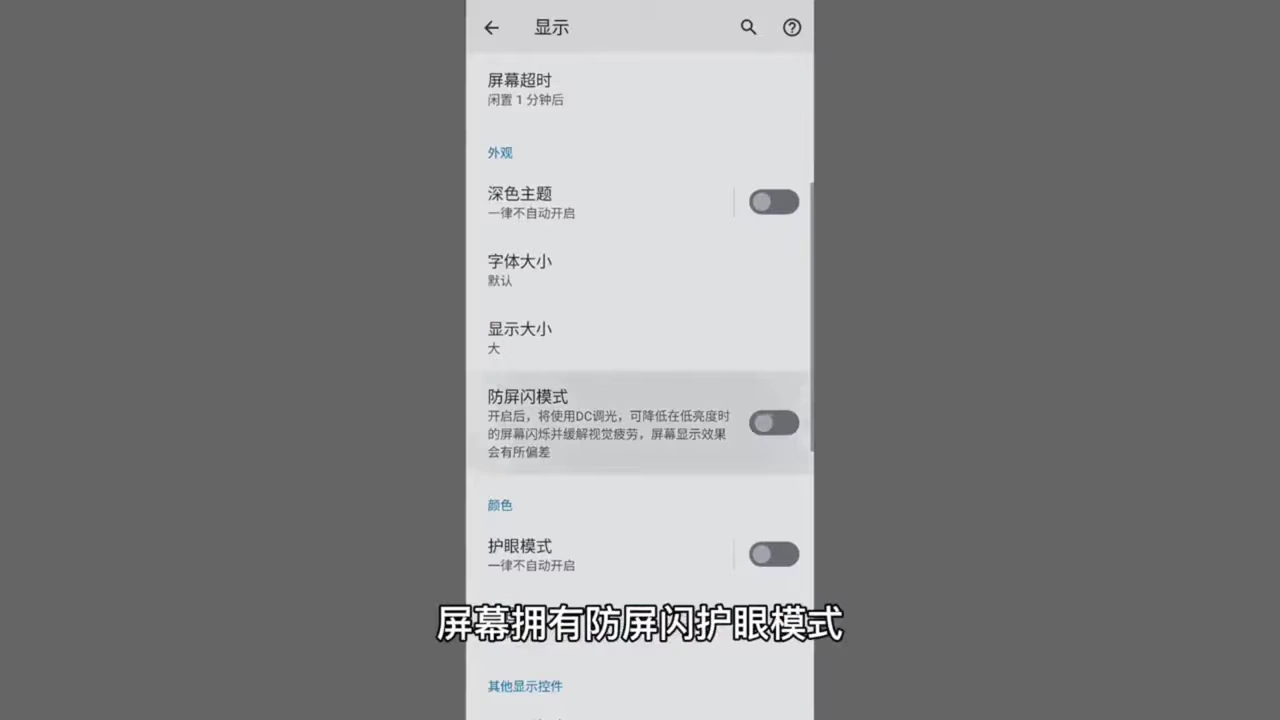 显示
屏幕超时
闲置 1 分钟后
外观
深色主题
一律不自动开启
字体大小
默认
显示大小
大
防屏闪模式
开启后，将使用DC调光，可降低在低亮度时
的屏幕闪烁并缓解视觉疲劳，屏幕显示效果
会有所偏差
颜色
护眼模式
一律不自动开启
屏幕拥有防屏闪护眼模式
其他显示控件